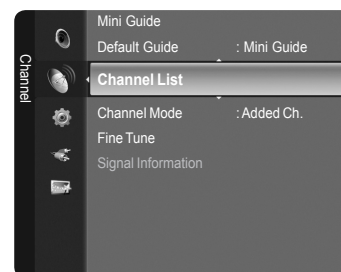 Channel
Mini Guide
Default Guide : Mini Guide
Channel List
Channel Mode : Added Ch.
Fine Tune
Signal Information